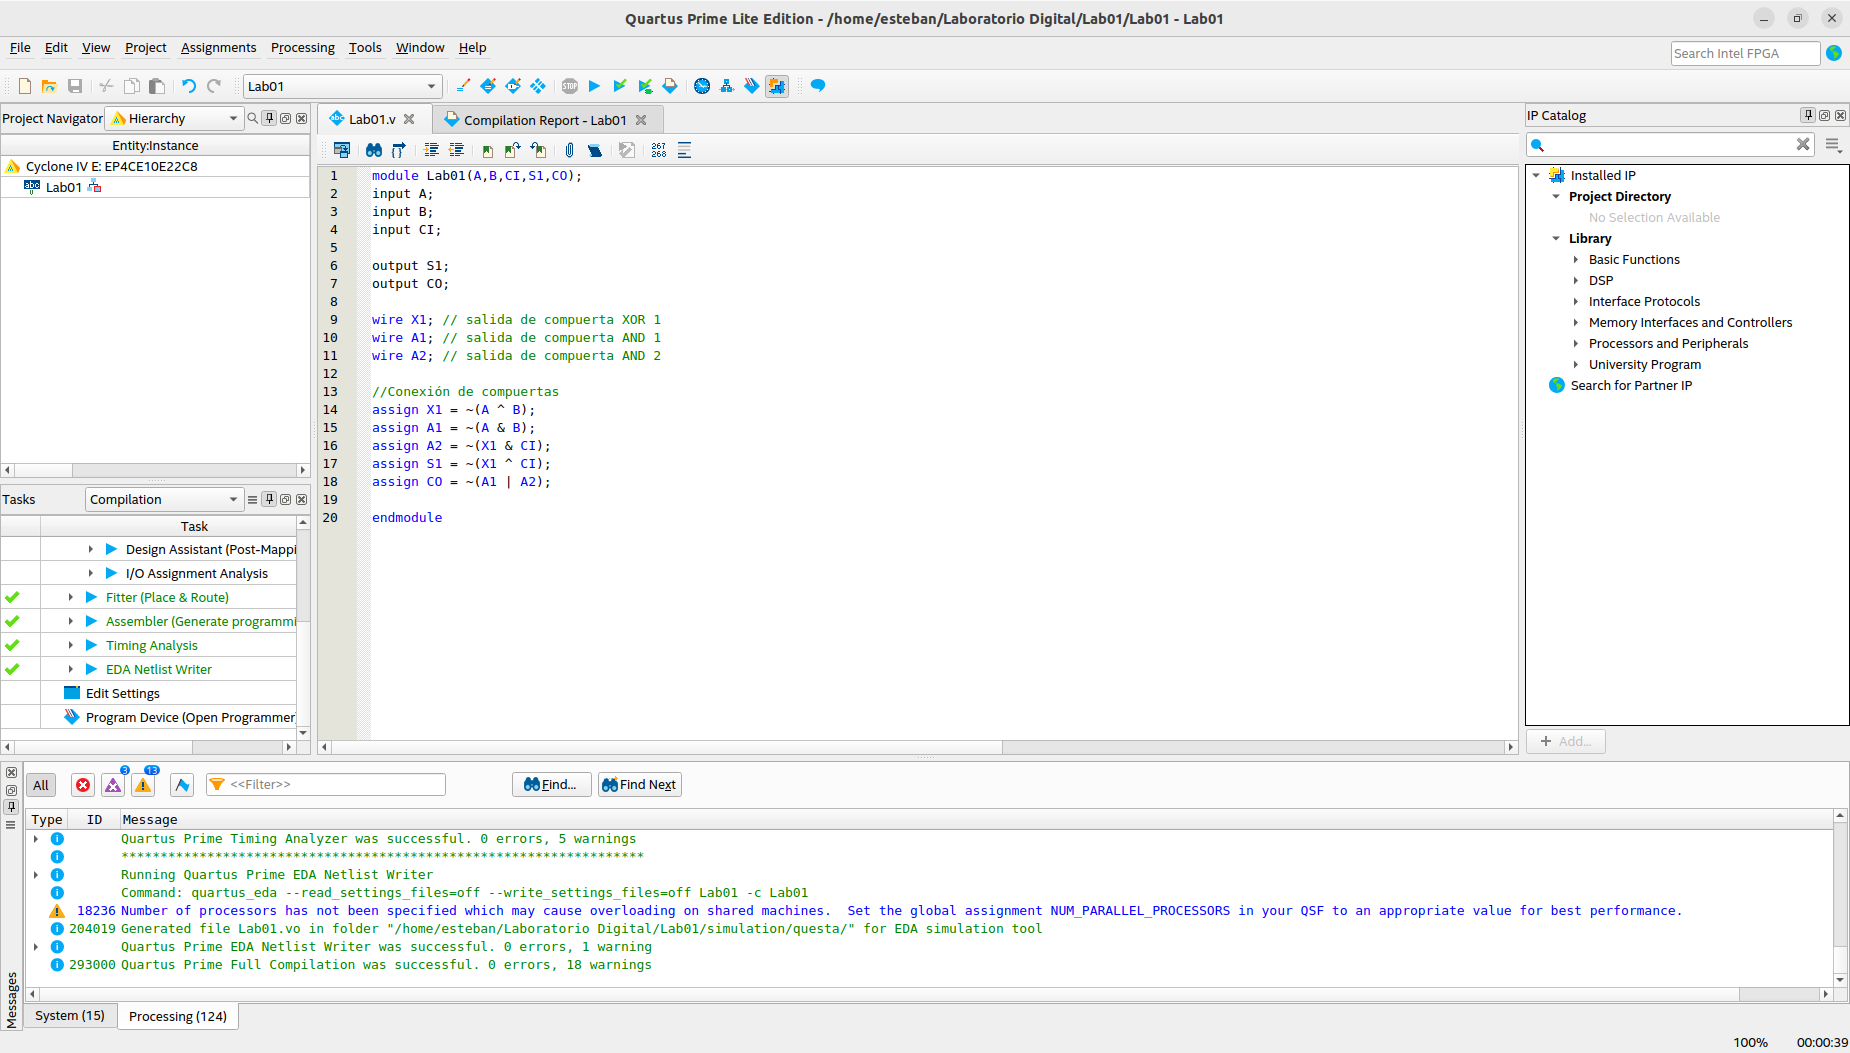 Quartus Prime Lite Edition - /home/esteban/Laboratorio Digital/Lab01/Lab01 - Lab01
File Edit View Project Assignments Processing Tools Window Help
Search Intel FPGA
Lab01
Project Navigator Hierarchy
Entity:Instance
Cyclone IV E: EP4CE10E22C8
Lab01
Tasks Compilation
Task
Design Assistant (Post-Mappi
I/O Assignment Analysis
Fitter (Place & Route)
Assembler (Generate programmi
Timing Analysis
EDA Netlist Writer
Edit Settings
Program Device (Open Programmer
Lab01.v Compilation Report - Lab01
267
268
1 module Lab01(A,B,CI,S1,CO);
2 input A;
3 input B;
4 input CI;
5
6 output S1;
7 output CO;
8
9 wire X1; // salida de compuerta XOR 1
10 wire A1; // salida de compuerta AND 1
11 wire A2; // salida de compuerta AND 2
12
13 //Conexión de compuertas
14 assign X1 = ~(A ^ B);
15 assign A1 = ~(A & B);
16 assign A2 = ~(X1 & CI);
17 assign S1 = ~(X1 ^ CI);
18 assign CO = ~(A1 | A2);
19
20 endmodule
IP Catalog
Installed IP
Project Directory
No Selection Available
Library
Basic Functions
DSP
Interface Protocols
Memory Interfaces and Controllers
Processors and Peripherals
University Program
Search for Partner IP
+ Add...
All 3 13 <<Filter>> Find... Find Next
Type ID Message
Quartus Prime Timing Analyzer was successful. 0 errors, 5 warnings
*******************************************************************
Running Quartus Prime EDA Netlist Writer
Command: quartus_eda --read_settings_files=off --write_settings_files=off Lab01 -c Lab01
18236 Number of processors has not been specified which may cause overloading on shared machines.  Set the global assignment NUM_PARALLEL_PROCESSORS in your QSF to an appropriate value for best performance.
204019 Generated file Lab01.vo in folder "/home/esteban/Laboratorio Digital/Lab01/simulation/questa/" for EDA simulation tool
Quartus Prime EDA Netlist Writer was successful. 0 errors, 1 warning
293000 Quartus Prime Full Compilation was successful. 0 errors, 18 warnings
Messages
System (15) Processing (124)
100% 00:00:39